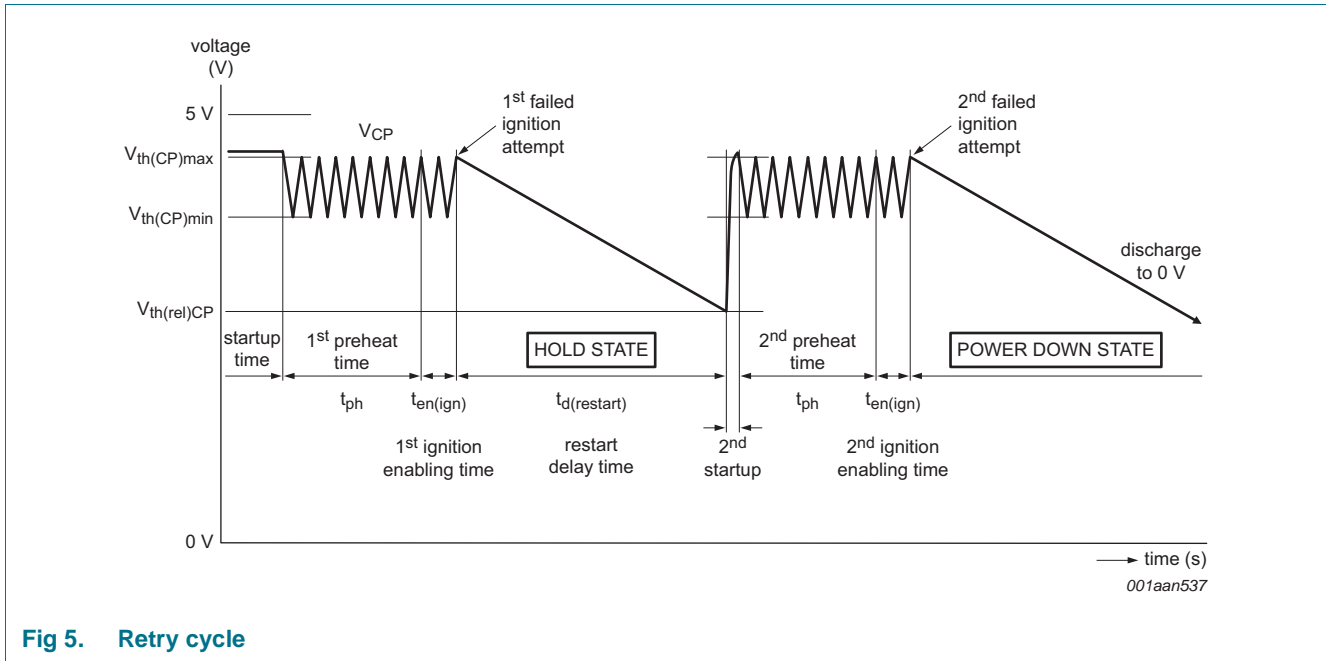 voltage
(V)
5 V
Vth(CP)max
Vth(CP)min
Vth(rel)CP
0 V
VCP
1st failed
ignition
attempt
2nd failed
ignition
attempt
discharge
to 0 V
startup
time
1st preheat
time
HOLD STATE
2nd preheat
time
POWER DOWN STATE
tph
ten(ign)
td(restart)
tph
ten(ign)
1st ignition
enabling time
restart
delay time
2nd
startup
2nd ignition
enabling time
time (s)
001aan537
Fig 5. Retry cycle